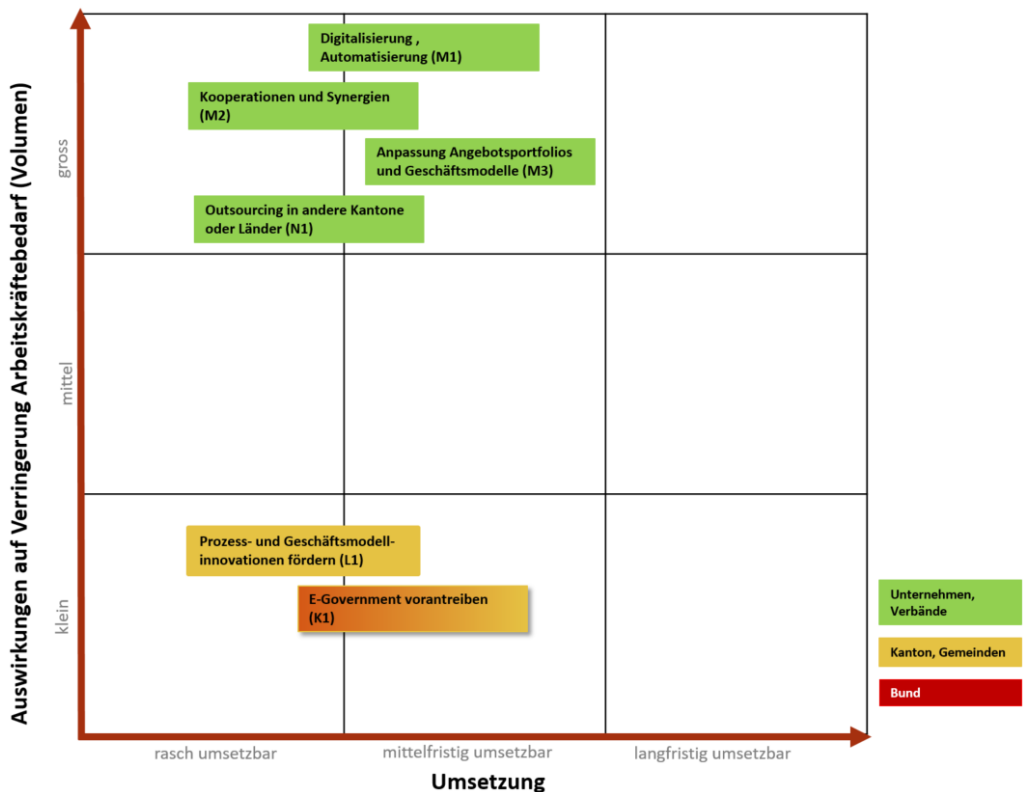 Auswirkungen auf Verringerung Arbeitskräftebedarf (Volumen)
gross
mittel
klein
Digitalisierung ,
Automatisierung (M1)
Kooperationen und Synergien
(M2)
Anpassung Angebotsportfolios
und Geschäftsmodelle (M3)
Outsourcing in andere Kantone
oder Länder (N1)
Prozess- und Geschäftsmodell-
innovationen fördern (L1)
E-Government vorantreiben
(K1)
Unternehmen,
Verbände
Kanton, Gemeinden
Bund
rasch umsetzbar
mittelfristig umsetzbar
langfristig umsetzbar
Umsetzung